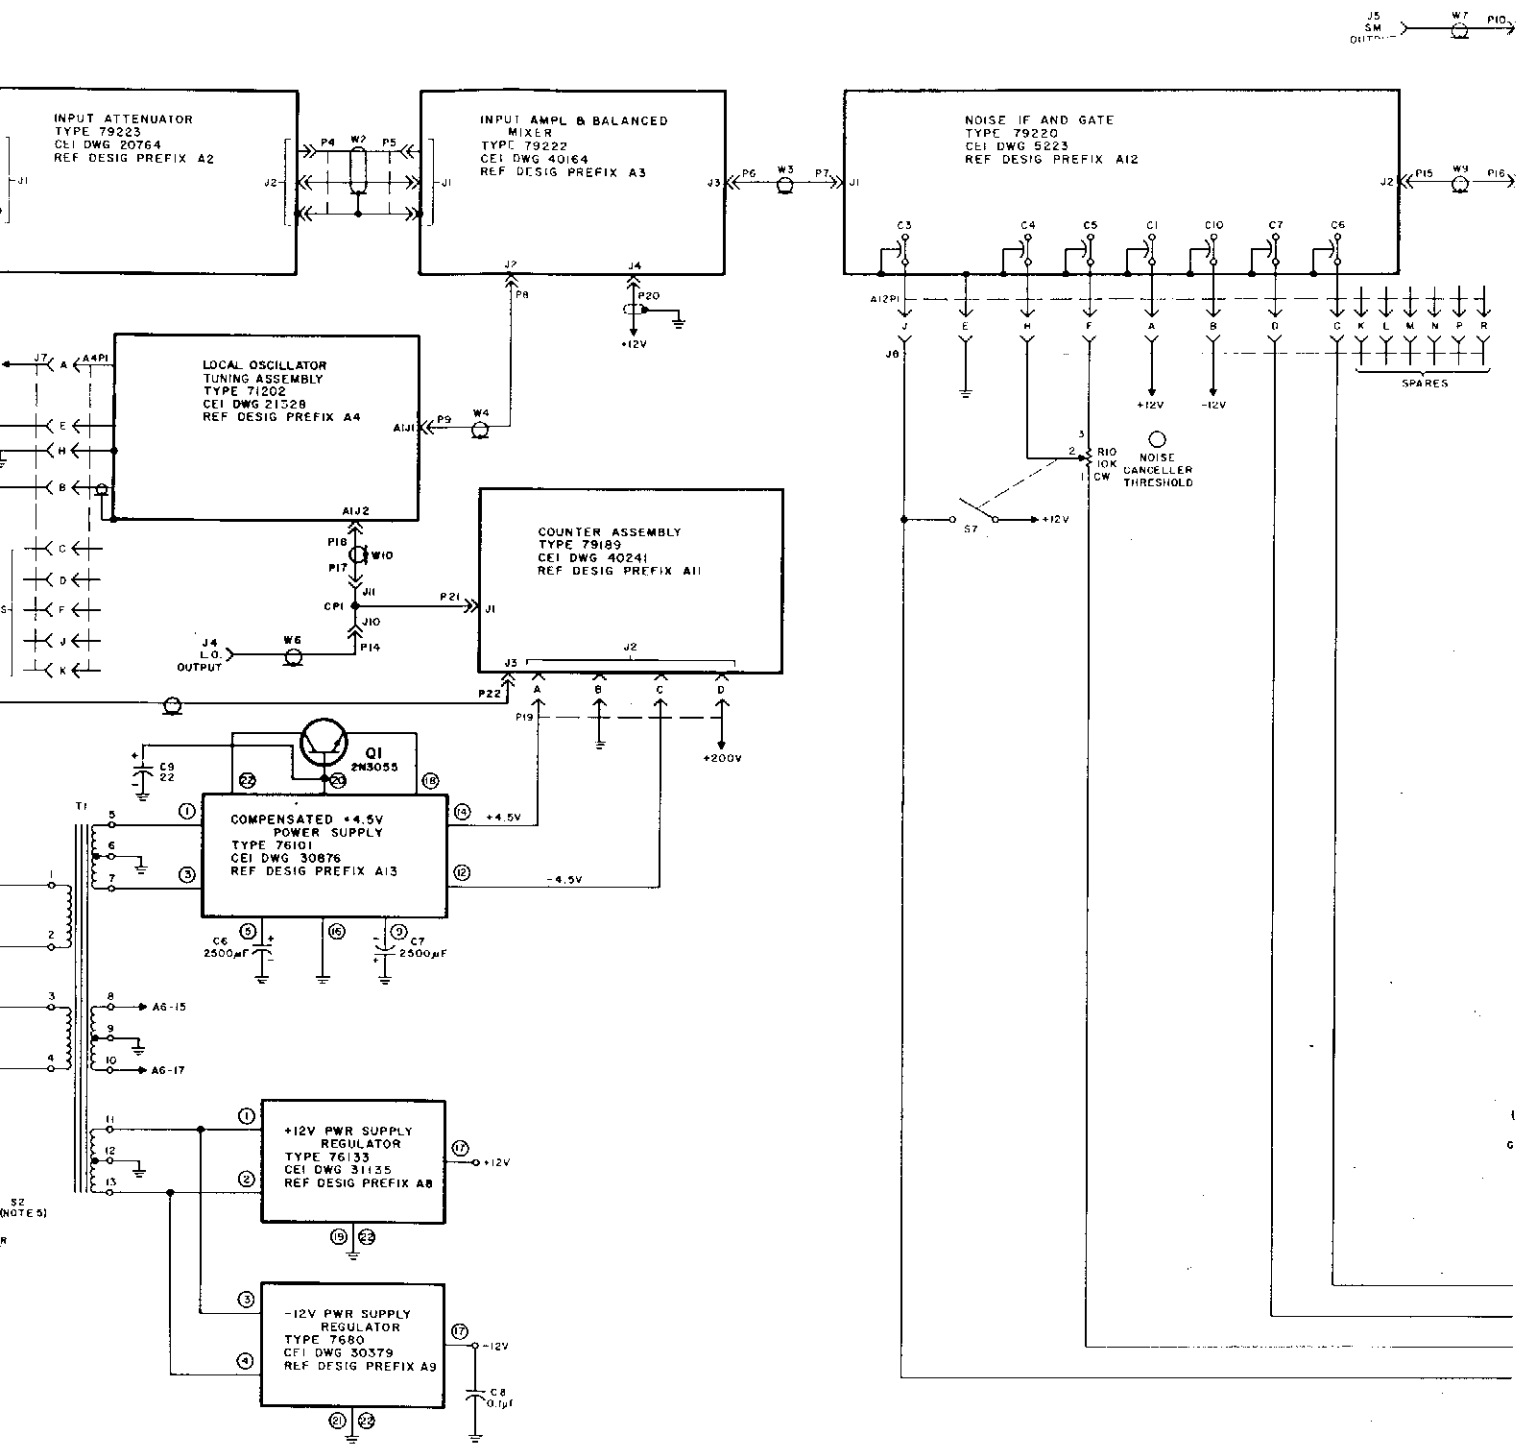 J5 W7 P10
SM
INPUT ATTENUATOR
TYPE 79223
CEI DWG 20764
REF DESIG PREFIX A2
J1
J2
P4 W2 P5
J1
INPUT AMPL & BALANCED
MIXER
TYPE 79222
CEI DWG 40164
REF DESIG PREFIX A3
J3
P6 W3 P7
J1
NOISE IF AND GATE
TYPE 79220
CEI DWG 5223
REF DESIG PREFIX A12
J2
P15 W9 P16
C3 C4 C5 C1 C10 C7 C6
J2 J4
P8 P20
+12V
A12P1
J E H F A B D C K L M N P R
J8
SPARES
+12V -12V
J7 A A4P1
E
H
B
C
D
F
J
K
S
LOCAL OSCILLATOR
TUNING ASSEMBLY
TYPE 71202
CEI DWG 21328
REF DESIG PREFIX A4
A1J1
P9 W4
A1J2
P18
W10
P17
J11
CP1
J10
P14
P21
J1
J4
L.O.
OUTPUT
W6
3
2
1
R10
10K
CW
NOISE
CANCELLER
THRESHOLD
S7
+12V
COUNTER ASSEMBLY
TYPE 79189
CEI DWG 40241
REF DESIG PREFIX A11
J2
J3
P22
A B C D
P19
+200V
Q1
2N3055
+
C9
22
-
22 20 18
T1
5
6
7
1
3
COMPENSATED +4.5V
POWER SUPPLY
TYPE 76101
CEI DWG 30876
REF DESIG PREFIX A13
14
+4.5V
12
-4.5V
1
2
5 16 9
C6
2500µF
+
-
C7
2500µF
-
+
3
4
8
A6-15
9
10
A6-17
11
12
13
1
2
+12V PWR SUPPLY
REGULATOR
TYPE 76133
CEI DWG 31135
REF DESIG PREFIX A8
17
+12V
19 22
S2
(NOTE 5)
R
3
4
-12V PWR SUPPLY
REGULATOR
TYPE 7680
CEI DWG 30379
REF DESIG PREFIX A9
17
-12V
C8
0.1µF
21 22
G